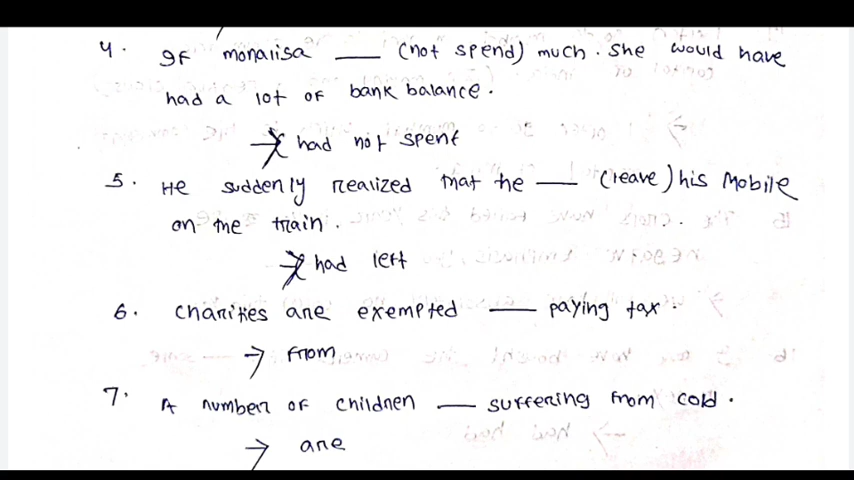 4. If monalisa ___ (not spend) much. She would have
had a lot of bank balance.
→ had not spent
5. He suddenly realized that he ___ (leave) his Mobile
on the train.
→ had left
6. Charities are exempted ___ paying tax.
→ From
7. A number of children ___ suffering from cold.
→ are